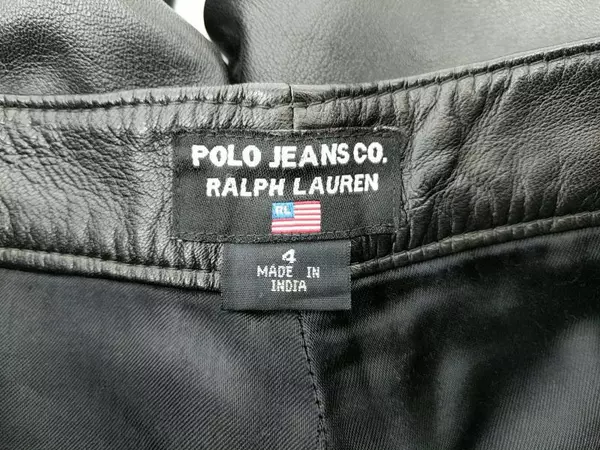 POLO JEANS CO.
RALPH LAUREN
RL
4
MADE IN
INDIA